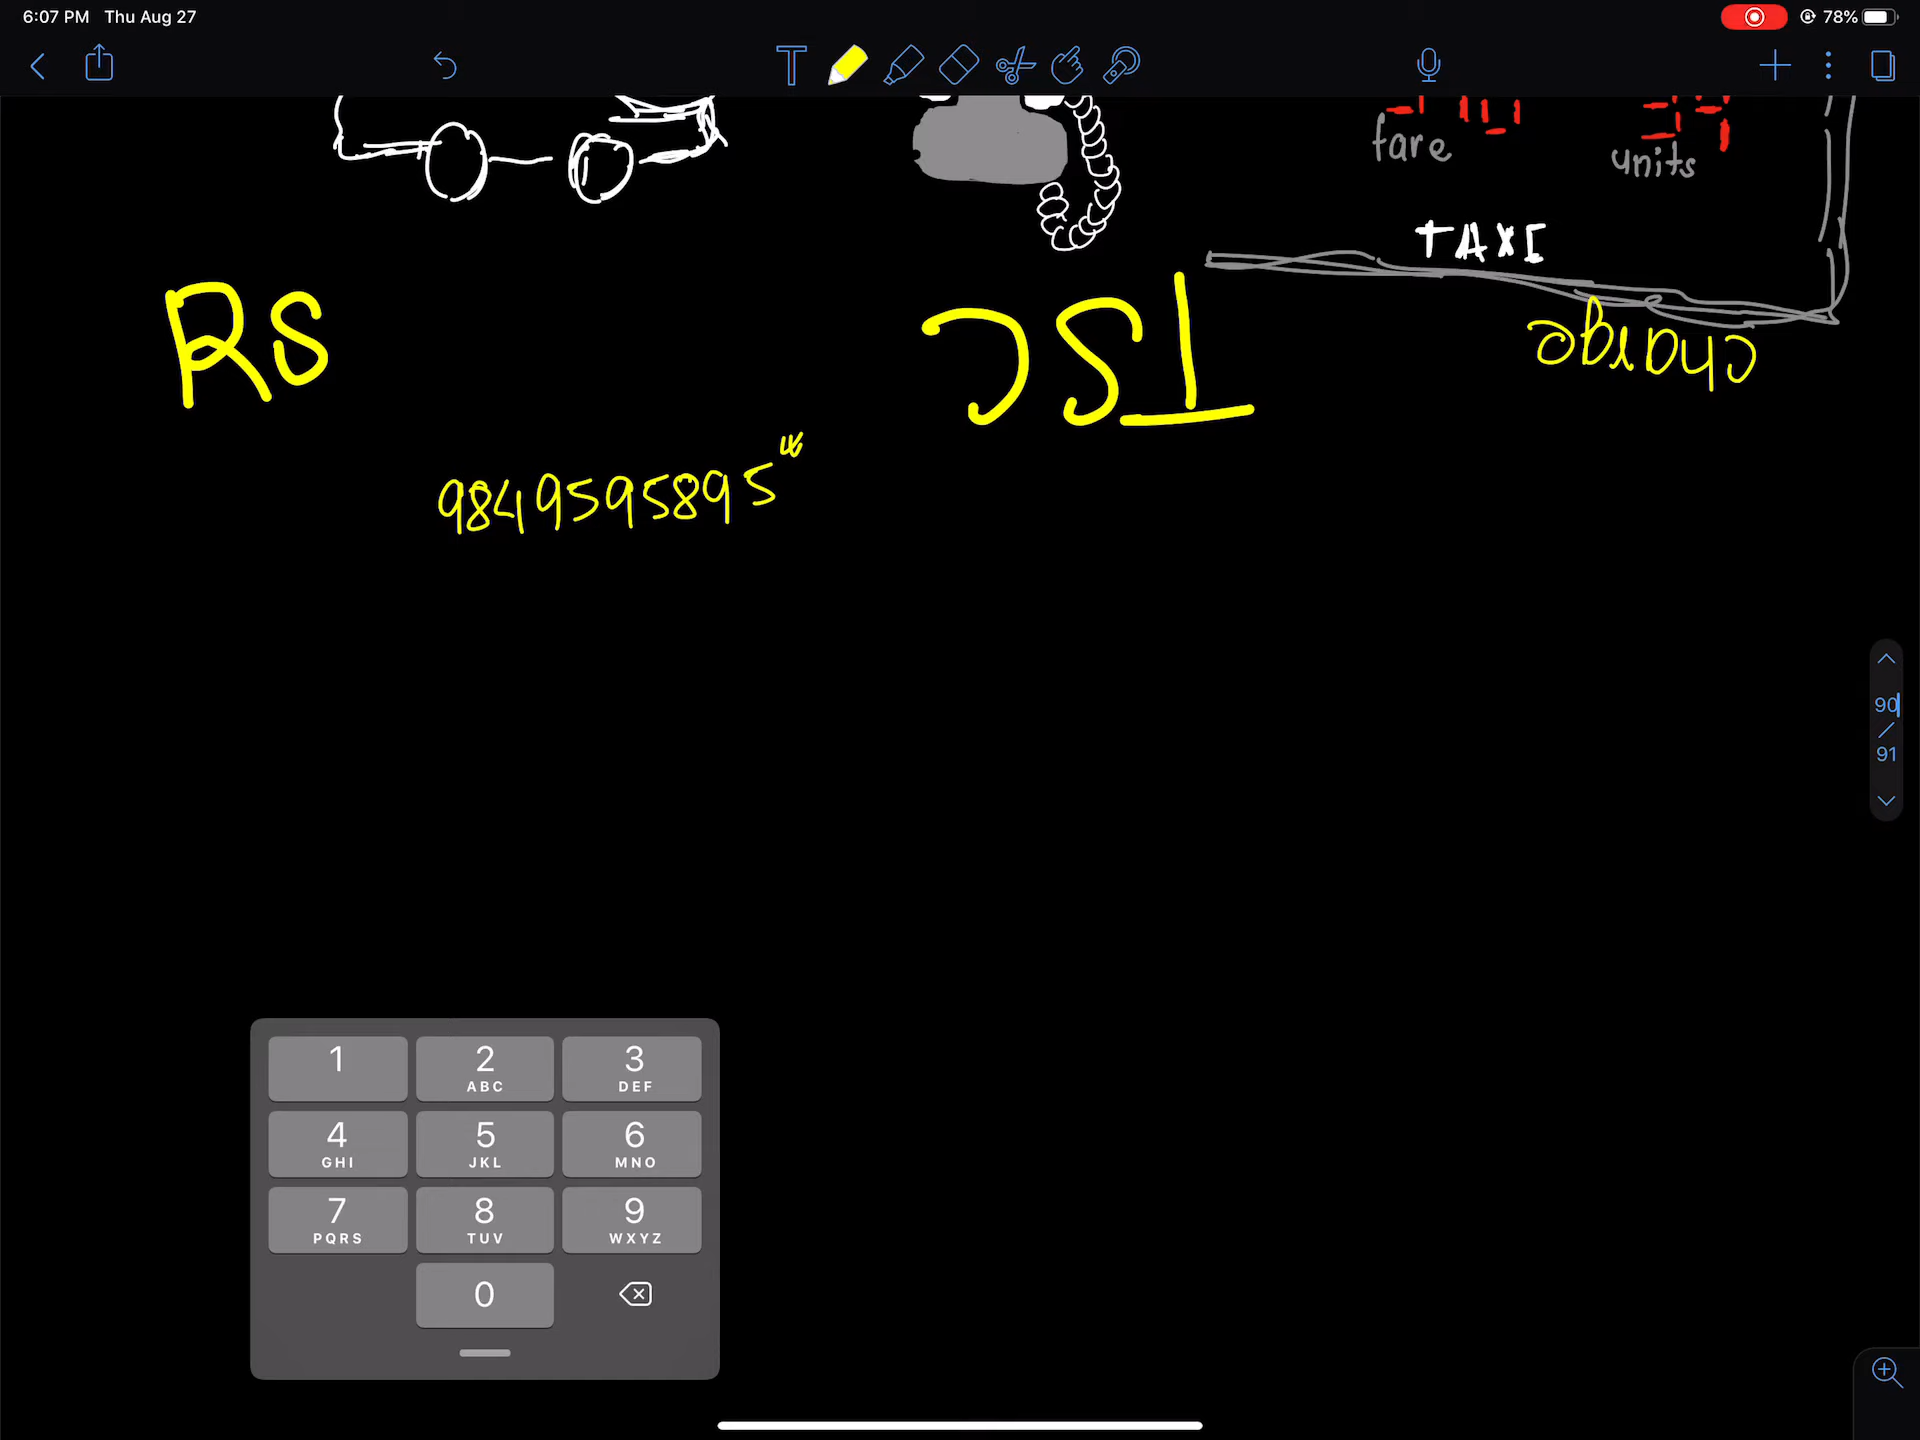 6:07 PM Thu Aug 27
78%
T
fare
units
TAXI
RS
TSC
charge
9849595895
90
/
91
1
2
ABC
3
DEF
4
GHI
5
JKL
6
MNO
7
PQRS
8
TUV
9
WXYZ
0